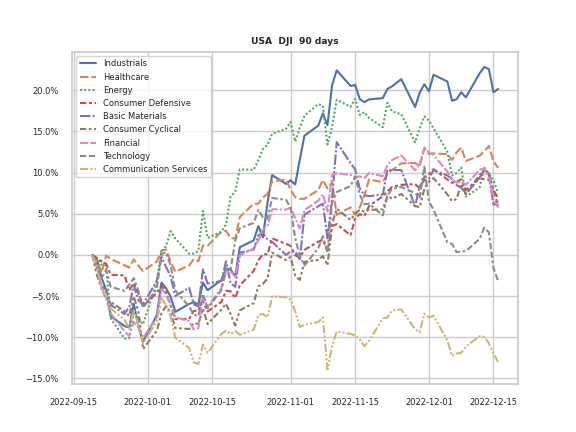 USA DJI 90 days
Industrials
Healthcare
Energy
Consumer Defensive
Basic Materials
Consumer Cyclical
Financial
Technology
Communication Services
20.0%
15.0%
10.0%
5.0%
0.0%
−5.0%
−10.0%
−15.0%
2022-09-15 2022-10-01 2022-10-15 2022-11-01 2022-11-15 2022-12-01 2022-12-15